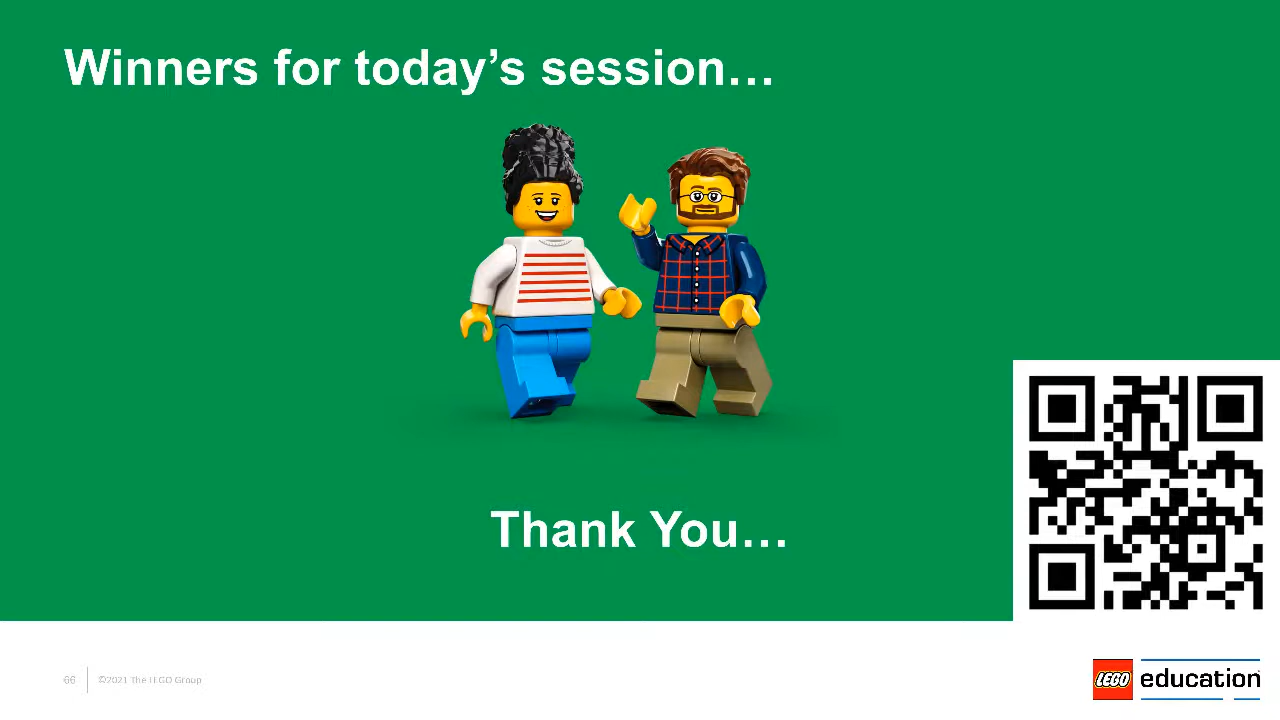 Winners for today’s session…
Thank You…
66
©2021 The LEGO Group
LEGO education